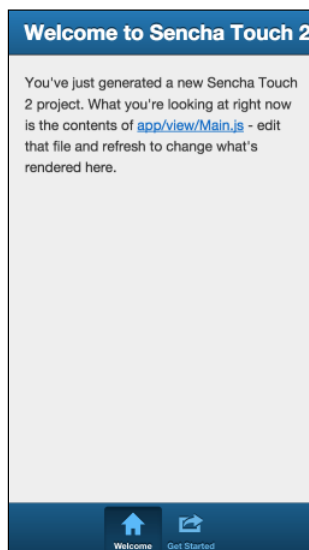 Welcome to Sencha Touch 2
You've just generated a new Sencha Touch
2 project. What you're looking at right now
is the contents of app/view/Main.js - edit
that file and refresh to change what's
rendered here.
Welcome Get Started